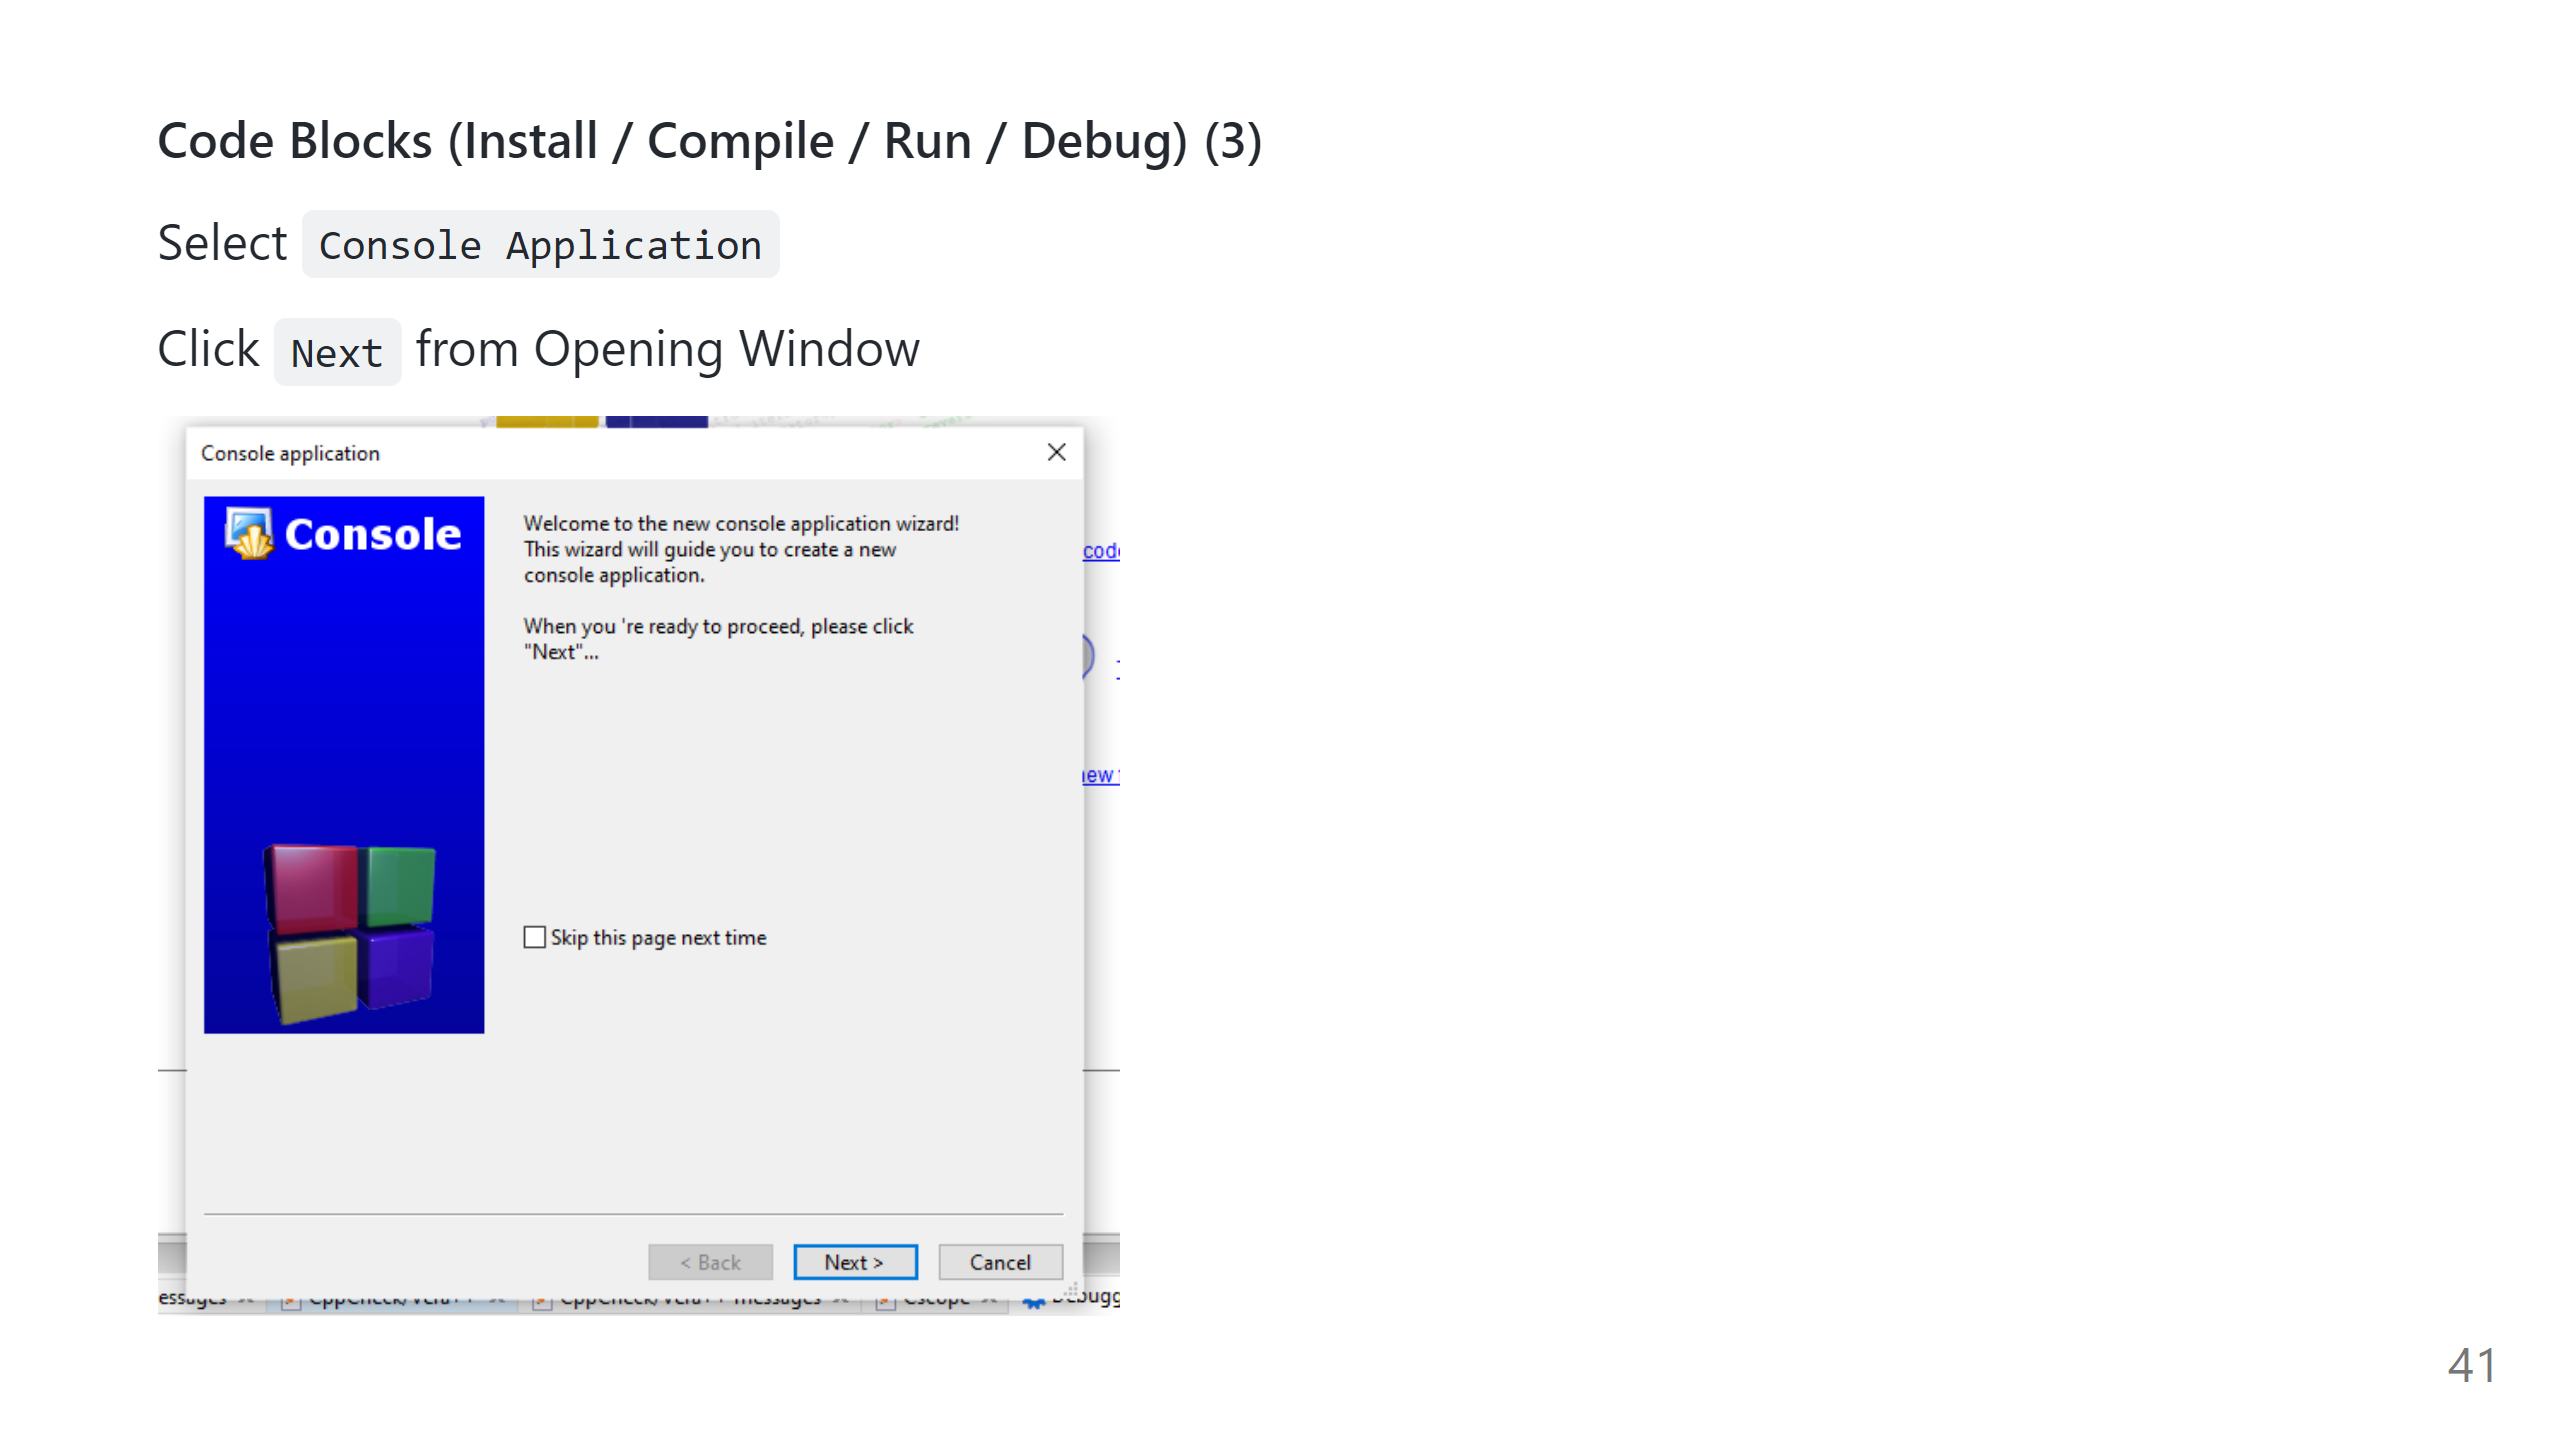 Code Blocks (Install / Compile / Run / Debug) (3)
Select Console Application
Click Next from Opening Window
Console application
Console
Welcome to the new console application wizard!
This wizard will guide you to create a new
console application.
When you 're ready to proceed, please click
"Next"...
Skip this page next time
< Back Next > Cancel
41